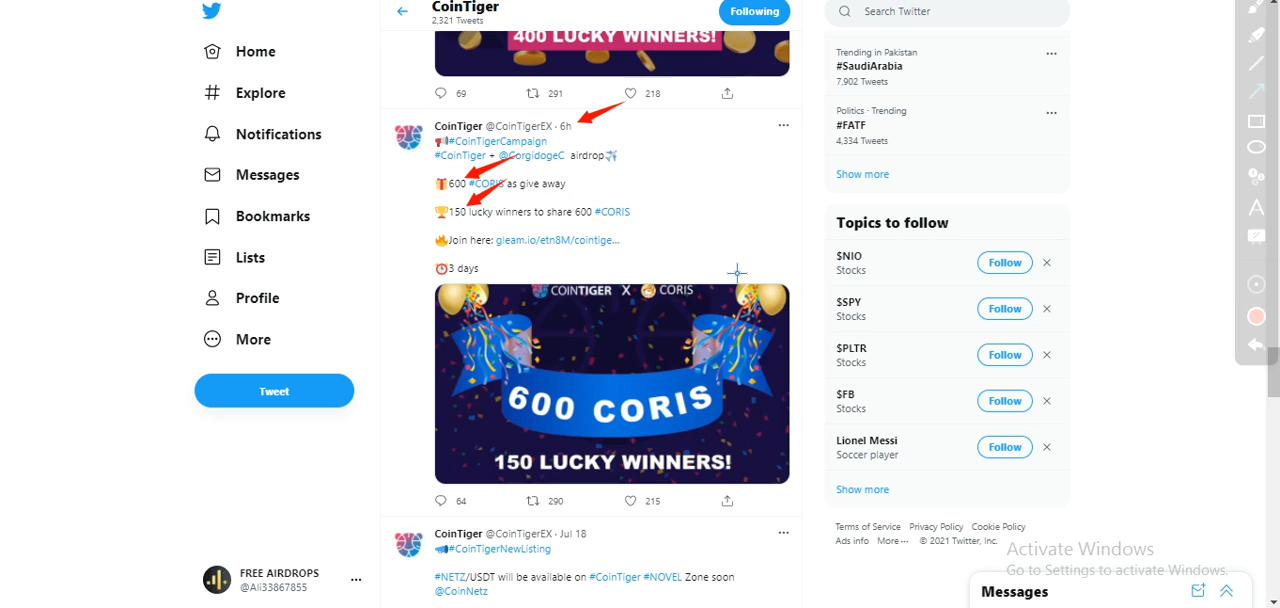 Home
Explore
Notifications
Messages
Bookmarks
Lists
Profile
More
Tweet
FREE AIRDROPS
@Ali33867855
CoinTiger
2,321 Tweets
Following
400 LUCKY WINNERS!
69 291 218
CoinTiger @CoinTigerEX · 6h
#CoinTigerCampaign
#CoinTiger + @CorgidogeC airdrop
600 #CORIS as give away
150 lucky winners to share 600 #CORIS
Join here: gleam.io/etn8M/cointige...
3 days
COINTIGER X CORIS
600 CORIS
150 LUCKY WINNERS!
64 290 215
CoinTiger @CoinTigerEX · Jul 18
#CoinTigerNewListing
#NETZ/USDT will be available on #CoinTiger #NOVEL Zone soon
@CoinNetz
Search Twitter
Trending in Pakistan
#SaudiArabia
7,902 Tweets
Politics · Trending
#FATF
4,334 Tweets
Show more
Topics to follow
$NIO
Stocks
Follow
$SPY
Stocks
Follow
$PLTR
Stocks
Follow
$FB
Stocks
Follow
Lionel Messi
Soccer player
Follow
Show more
Terms of Service Privacy Policy Cookie Policy
Ads info More ··· © 2021 Twitter, Inc.
Activate Windows
Go to Settings to activate Windows.
Messages